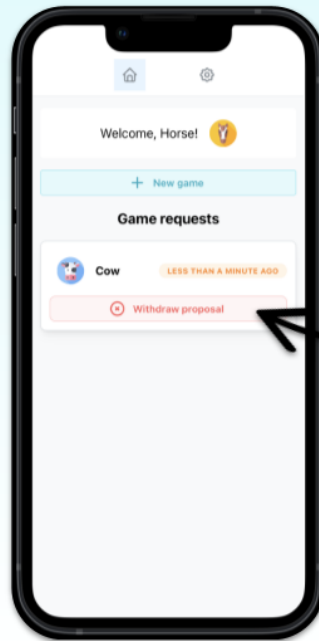 Welcome, Horse!
+ New game
Game requests
Cow LESS THAN A MINUTE AGO
Withdraw proposal